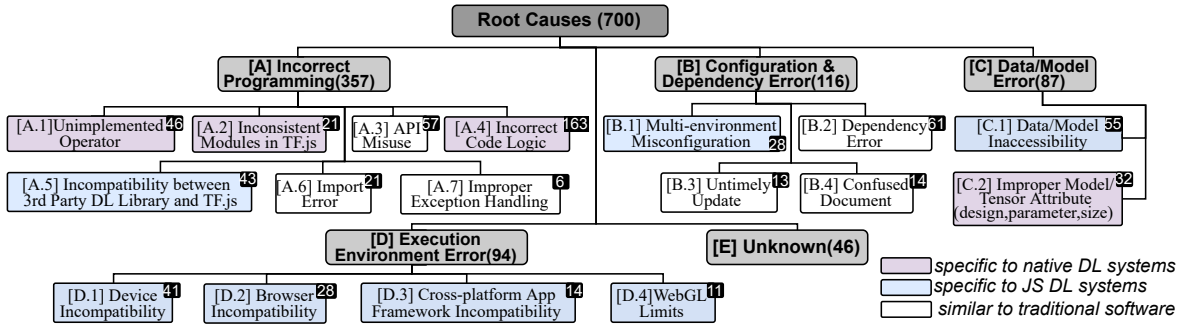 Root Causes (700)
[A] Incorrect
Programming(357)
[B] Configuration &
Dependency Error(116)
[C] Data/Model
Error(87)
[A.1]Unimplemented
Operator
46
[A.2] Inconsistent
Modules in TF.js
21
[A.3] API
Misuse
57
[A.4] Incorrect
Code Logic
163
[B.1] Multi-environment
Misconfiguration
28
[B.2] Dependency
Error
61
[C.1] Data/Model
Inaccessibility
55
[A.5] Incompatibility between
3rd Party DL Library and TF.js
43
[A.6] Import
Error
21
[A.7] Improper
Exception Handling
6
[B.3] Untimely
Update
13
[B.4] Confused
Document
14
[C.2] Improper Model/
Tensor Attribute
(design,parameter,size)
32
[D] Execution
Environment Error(94)
[E] Unknown(46)
[D.1] Device
Incompatibility
41
[D.2] Browser
Incompatibility
28
[D.3] Cross-platform App
Framework Incompatibility
14
[D.4]WebGL
Limits
11
specific to native DL systems
specific to JS DL systems
similar to traditional software